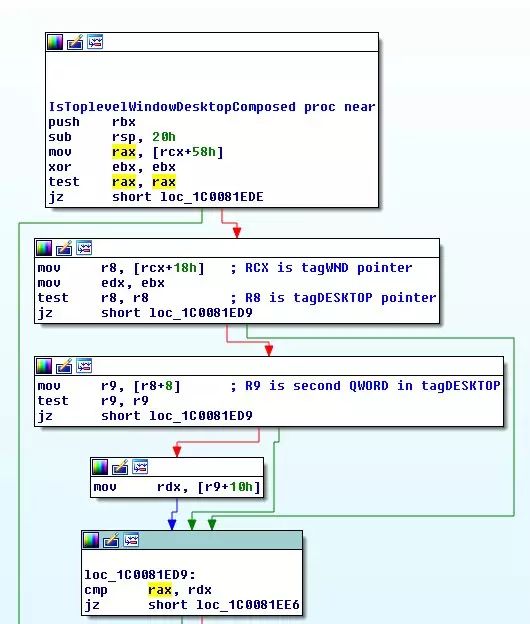 IsToplevelWindowDesktopComposed proc near
push rbx
sub rsp, 20h
mov rax, [rcx+58h]
xor ebx, ebx
test rax, rax
jz short loc_1C0081EDE
mov r8, [rcx+18h] ; RCX is tagWND pointer
mov edx, ebx
test r8, r8 ; R8 is tagDESKTOP pointer
jz short loc_1C0081ED9
mov r9, [r8+8] ; R9 is second QWORD in tagDESKTOP
test r9, r9
jz short loc_1C0081ED9
mov rdx, [r9+10h]
loc_1C0081ED9:
cmp rax, rdx
jz short loc_1C0081EE6